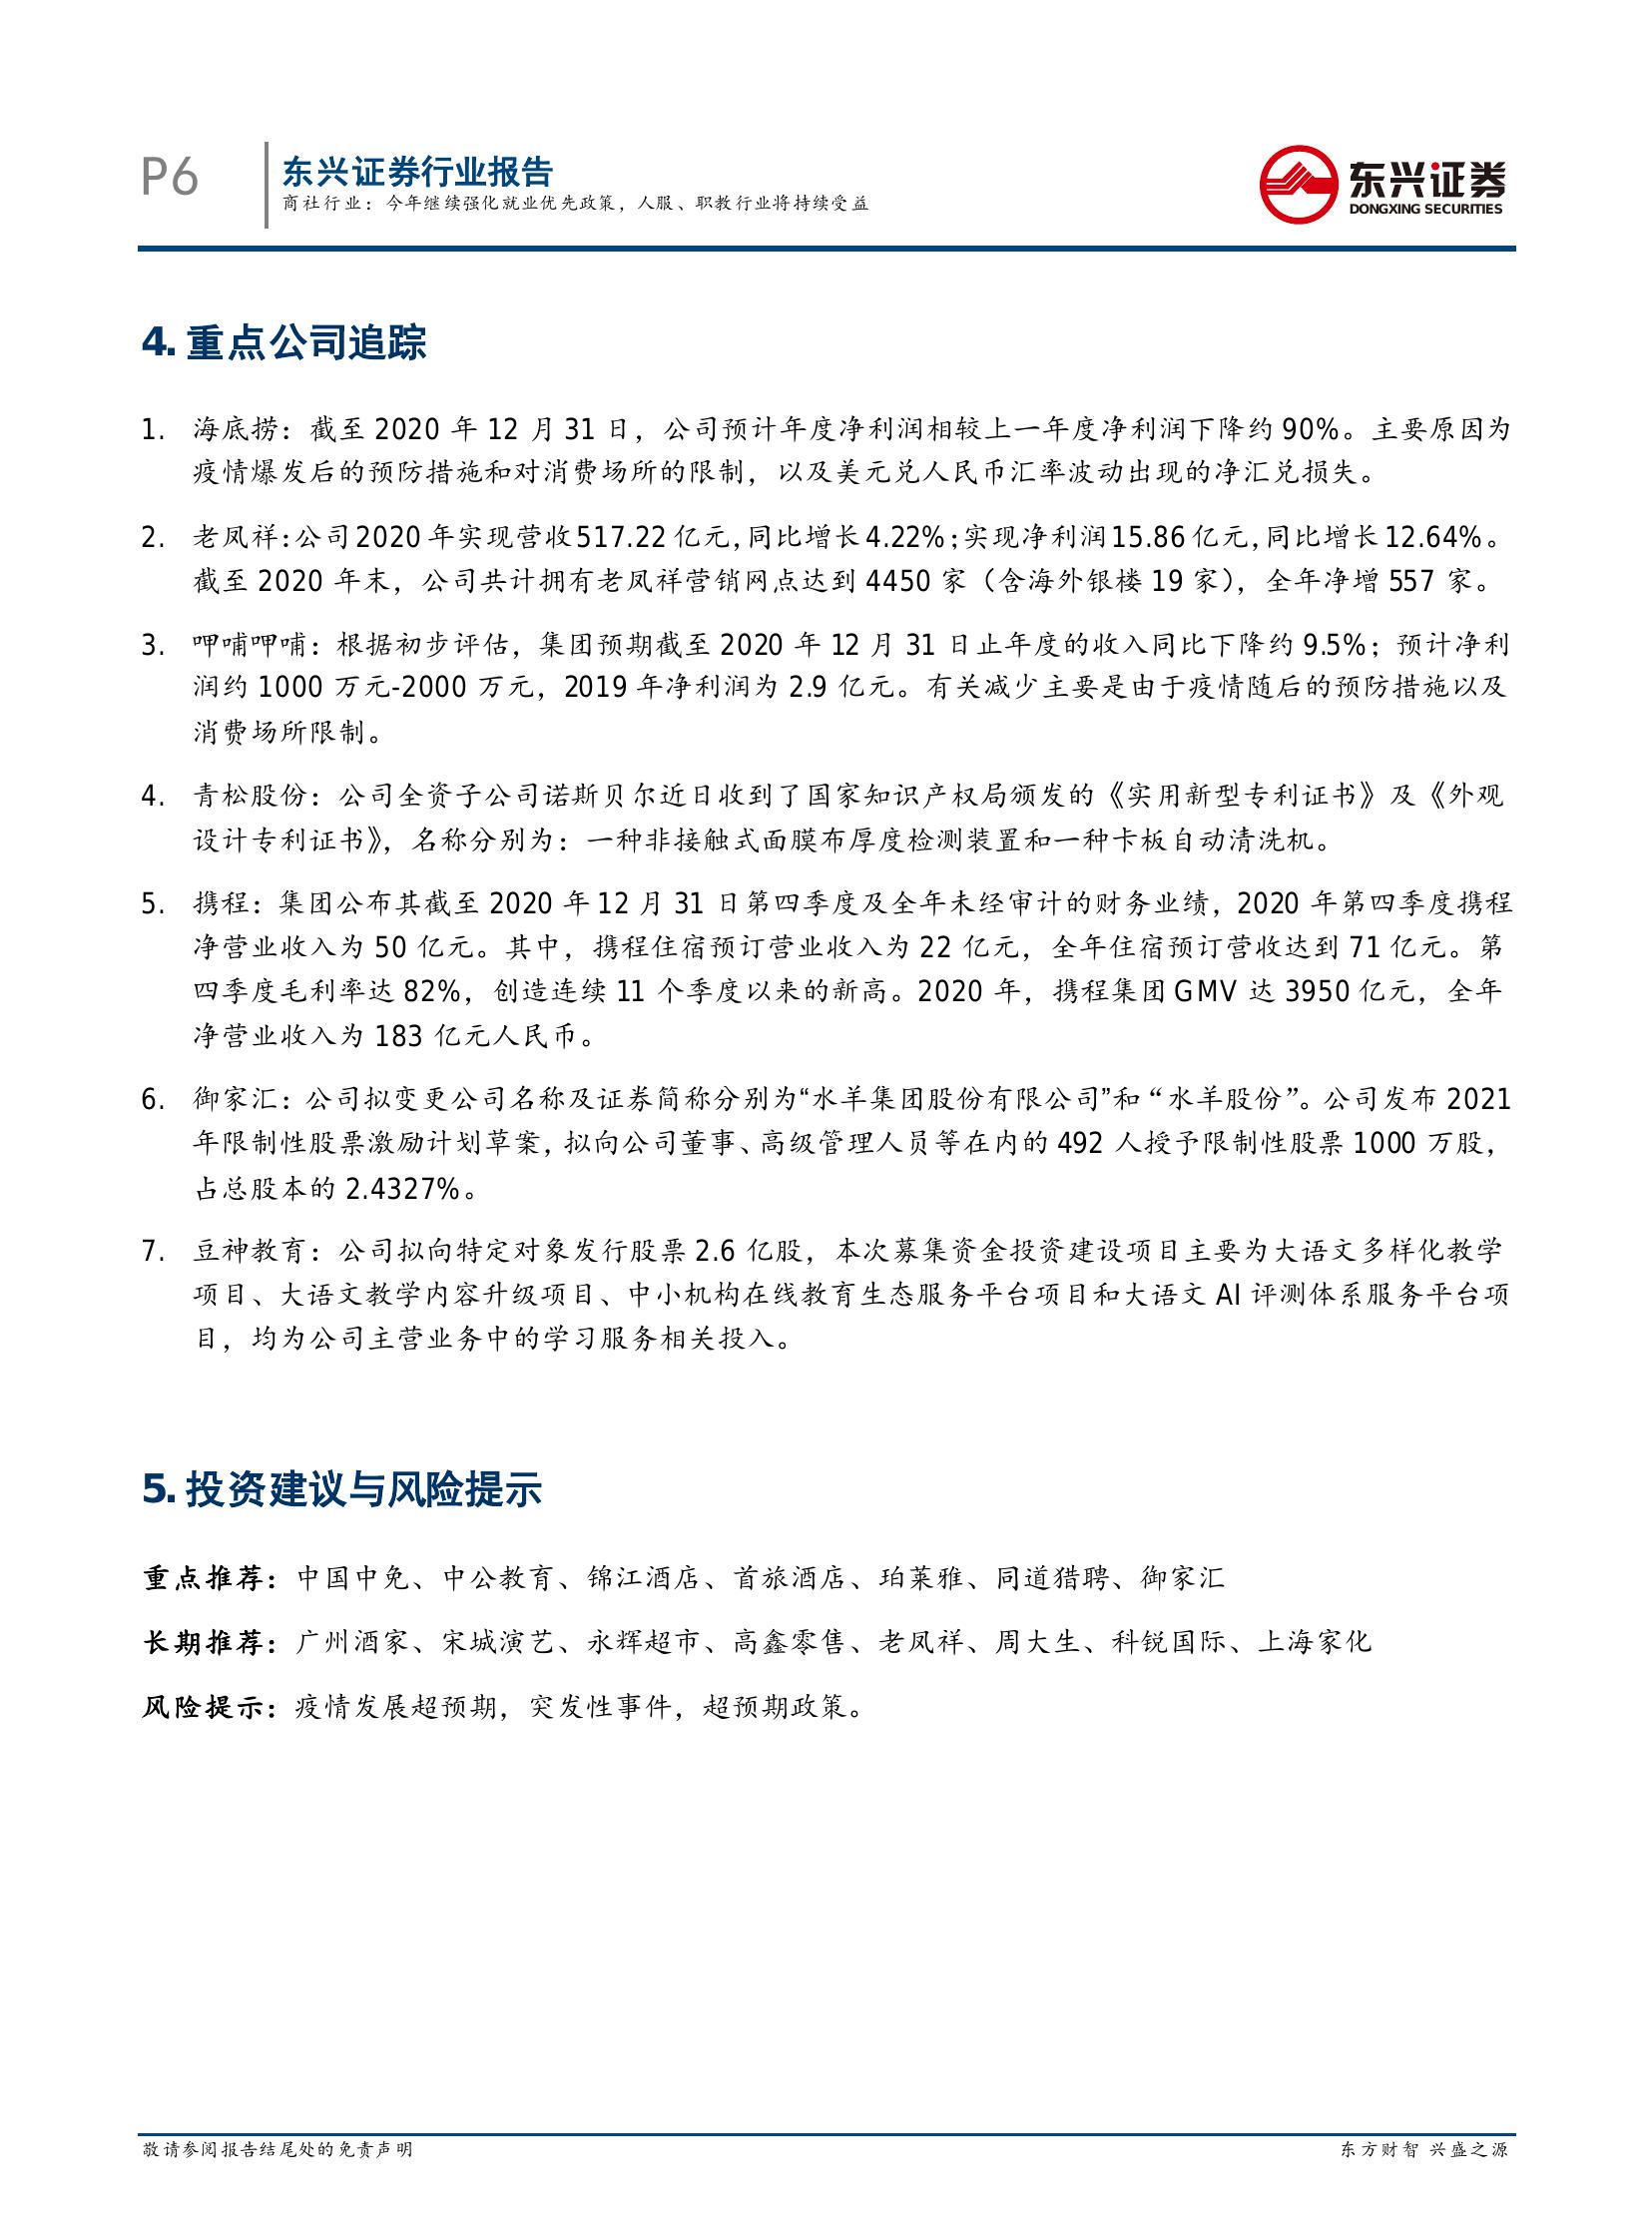 P6
东兴证券行业报告
商社行业：今年继续强化就业优先政策，人服、职教行业将持续受益
东兴证券
DONGXING SECURITIES
4. 重点公司追踪
1. 海底捞：截至 2020 年 12 月 31 日，公司预计年度净利润相较上一年度净利润下降约 90%。主要原因为
疫情爆发后的预防措施和对消费场所的限制，以及美元兑人民币汇率波动出现的净汇兑损失。
2. 老凤祥：公司 2020 年实现营收 517.22 亿元，同比增长 4.22%；实现净利润 15.86 亿元，同比增长 12.64%。
截至 2020 年末，公司共计拥有老凤祥营销网点达到 4450 家（含海外银楼 19 家），全年净增 557 家。
3. 呷哺呷哺：根据初步评估，集团预期截至 2020 年 12 月 31 日止年度的收入同比下降约 9.5%；预计净利
润约 1000 万元-2000 万元，2019 年净利润为 2.9 亿元。有关减少主要是由于疫情随后的预防措施以及
消费场所限制。
4. 青松股份：公司全资子公司诺斯贝尔近日收到了国家知识产权局颁发的《实用新型专利证书》及《外观
设计专利证书》，名称分别为：一种非接触式面膜布厚度检测装置和一种卡板自动清洗机。
5. 携程：集团公布其截至 2020 年 12 月 31 日第四季度及全年未经审计的财务业绩，2020 年第四季度携程
净营业收入为 50 亿元。其中，携程住宿预订营业收入为 22 亿元，全年住宿预订营收达到 71 亿元。第
四季度毛利率达 82%，创造连续 11 个季度以来的新高。2020 年，携程集团 GMV 达 3950 亿元，全年
净营业收入为 183 亿元人民币。
6. 御家汇：公司拟变更公司名称及证券简称分别为“水羊集团股份有限公司”和“水羊股份”。公司发布 2021
年限制性股票激励计划草案，拟向公司董事、高级管理人员等在内的 492 人授予限制性股票 1000 万股，
占总股本的 2.4327%。
7. 豆神教育：公司拟向特定对象发行股票 2.6 亿股，本次募集资金投资建设项目主要为大语文多样化教学
项目、大语文教学内容升级项目、中小机构在线教育生态服务平台项目和大语文 AI 评测体系服务平台项
目，均为公司主营业务中的学习服务相关投入。
5. 投资建议与风险提示
重点推荐：中国中免、中公教育、锦江酒店、首旅酒店、珀莱雅、同道猎聘、御家汇
长期推荐：广州酒家、宋城演艺、永辉超市、高鑫零售、老凤祥、周大生、科锐国际、上海家化
风险提示：疫情发展超预期，突发性事件，超预期政策。
敬请参阅报告结尾处的免责声明
东方财智 兴盛之源